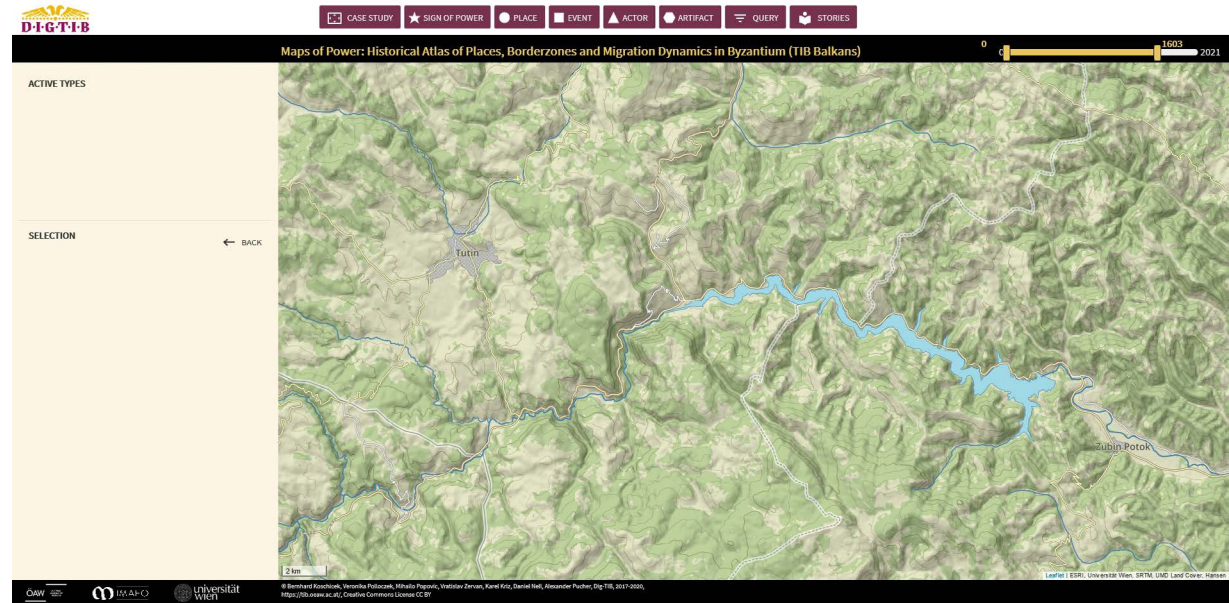 D·I·G·T·I·B
CASE STUDY
SIGN OF POWER
PLACE
EVENT
ACTOR
ARTIFACT
QUERY
STORIES
Maps of Power: Historical Atlas of Places, Borderzones and Migration Dynamics in Byzantium (TIB Balkans)
0
1603
0
2021
ACTIVE TYPES
SELECTION
BACK
Tutin
Zubin Potok
2 km
Leaflet | ESRI, Universität Wien, SRTM, UMD Land Cover, Hansen
ÖAW
IMAFO
universität
wien
© Bernhard Koschicek, Veronika Polloczek, Mihailo Popovic, Vratislav Zervan, Karel Kriz, Daniel Nell, Alexander Pucher, Dig-TIB, 2017-2020,
https://tib.oeaw.ac.at/, Creative Commons License CC BY